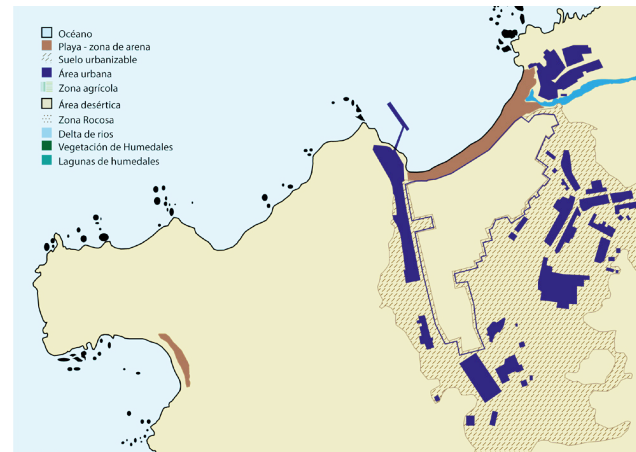 Océano
Playa - zona de arena
Suelo urbanizable
Área urbana
Zona agrícola
Área desértica
Zona Rocosa
Delta de rios
Vegetación de Humedales
Lagunas de humedales